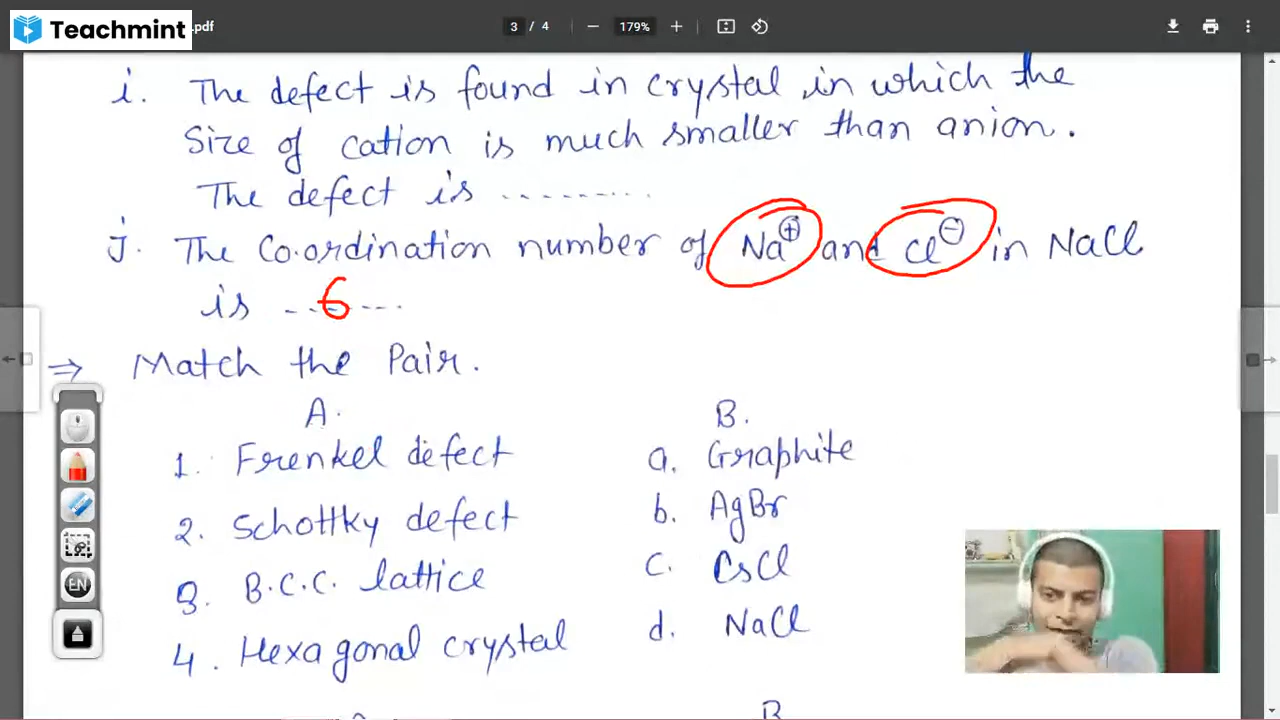 Teachmint
.pdf
3 / 4
179%
i. The defect is found in crystal in which the
Size of cation is much smaller than anion.
The defect is .........
j. The Co.ordination number of Na⊕ and Cl⊖ in NaCl
is ...6...
⇒ Match the Pair.
A. B.
1. Frenkel defect a. Graphite
2. Schottky defect b. AgBr
3. B.C.C. lattice c. CsCl
4. Hexagonal crystal d. NaCl
EN
B